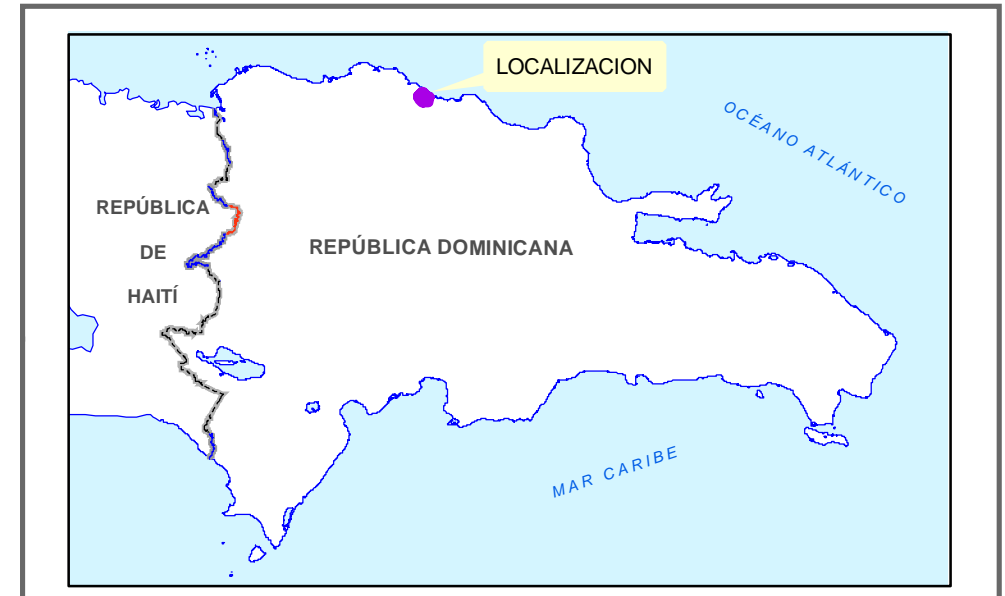 LOCALIZACION
OCÉANO ATLÁNTICO
REPÚBLICA
DE
HAITÍ
REPÚBLICA DOMINICANA
MAR CARIBE